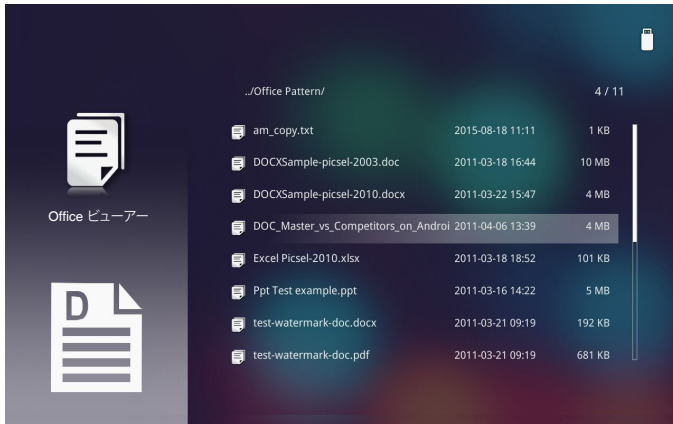 ../Office Pattern/ 4 / 11
am_copy.txt 2015-08-18 11:11 1 KB
DOCXSample-picsel-2003.doc 2011-03-18 16:44 10 MB
DOCXSample-picsel-2010.docx 2011-03-22 15:47 4 MB
Office ビューアー
DOC_Master_vs_Competitors_on_Androi 2011-04-06 13:39 4 MB
Excel Picsel-2010.xlsx 2011-03-18 18:52 101 KB
Ppt Test example.ppt 2011-03-16 14:22 5 MB
D
test-watermark-doc.docx 2011-03-21 09:19 192 KB
test-watermark-doc.pdf 2011-03-21 09:19 681 KB